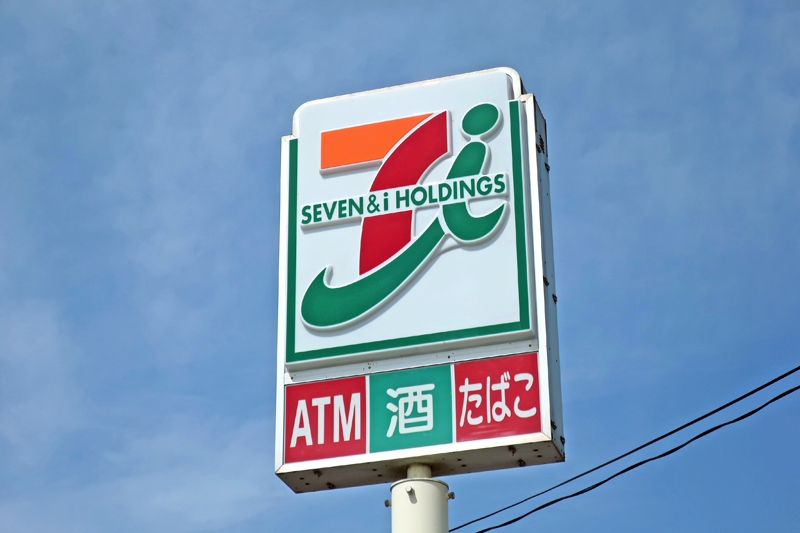 SEVEN & i HOLDINGS
ATM 酒 たばこ